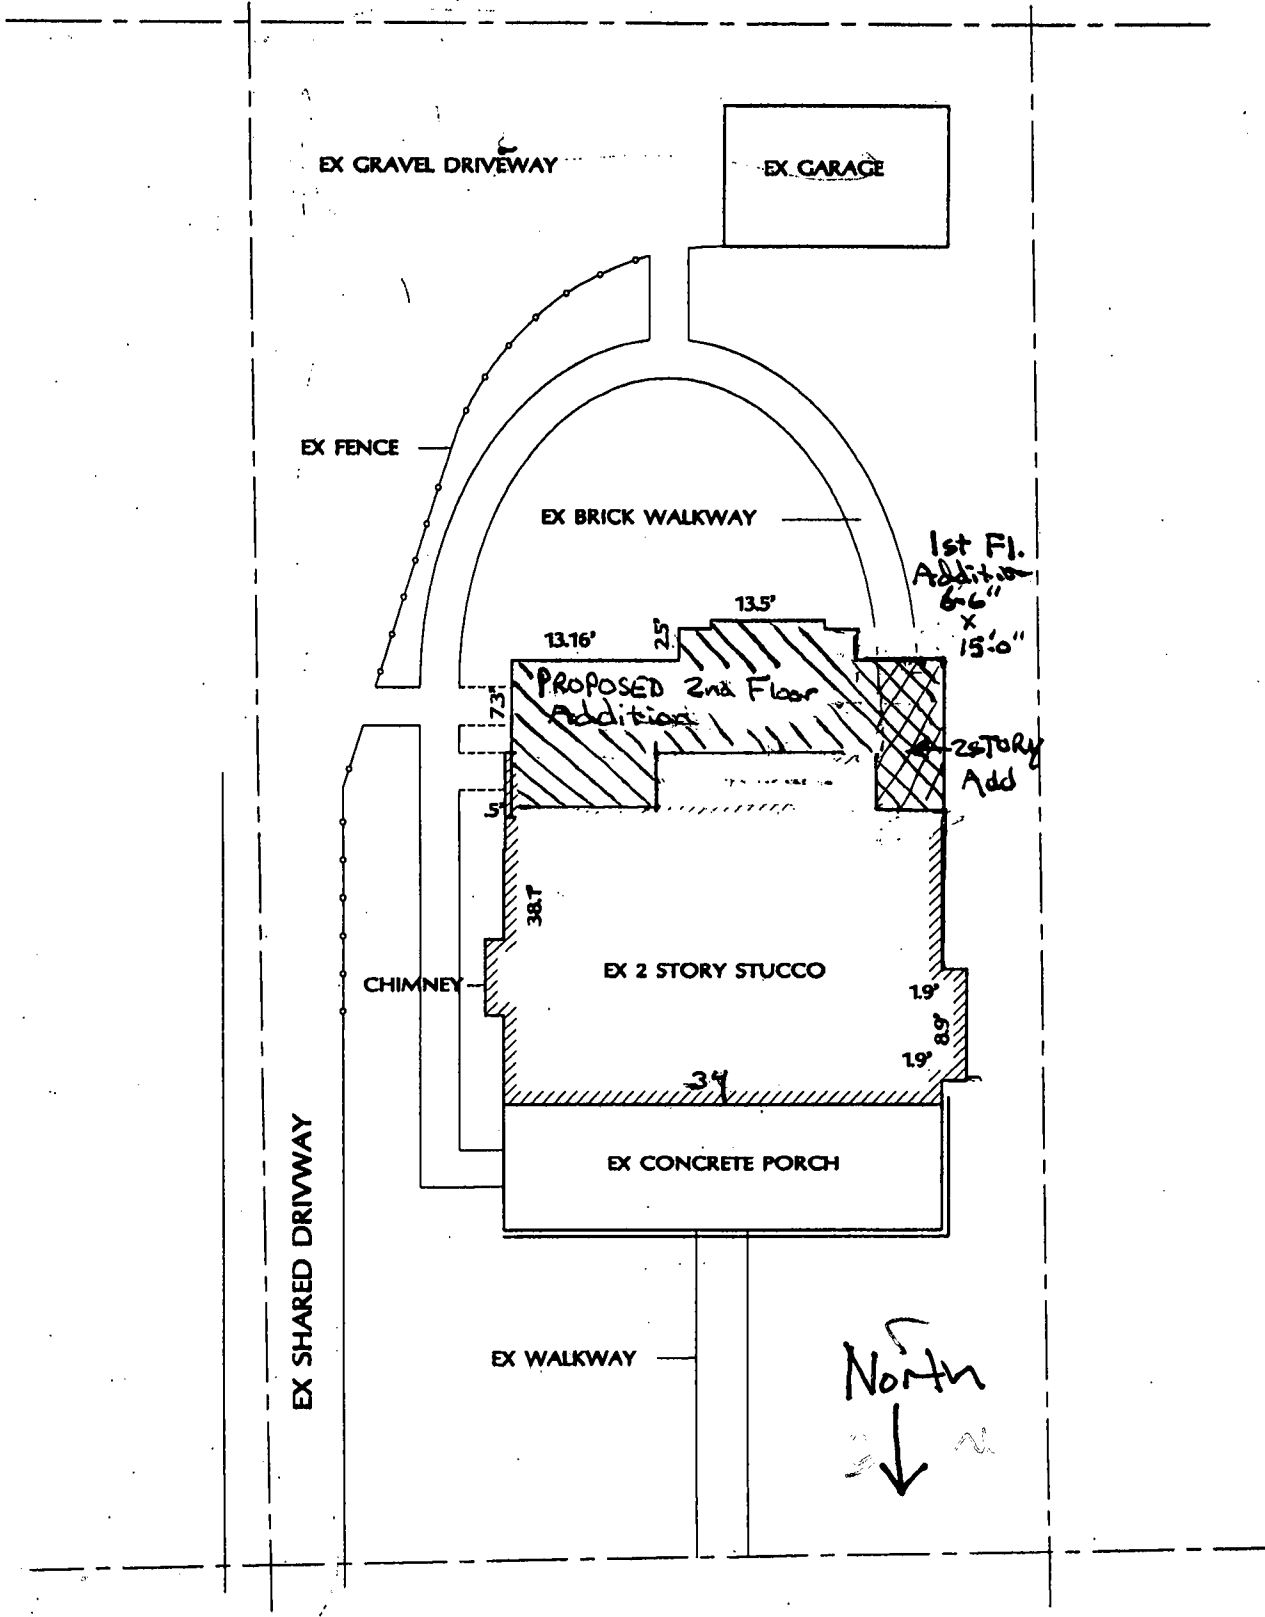 EX GRAVEL DRIVEWAY
EX GARAGE
EX FENCE
EX BRICK WALKWAY
1st Fl.
Addition
6-6"
x
15'-0"
13.5'
2.5'
13.16'
7.3'
PROPOSED 2nd Floor
Addition
2 STORY
Add
.5'
38.7'
EX 2 STORY STUCCO
CHIMNEY
1.9'
8.9'
1.9'
34
EX CONCRETE PORCH
EX SHARED DRIVWAY
EX WALKWAY
North